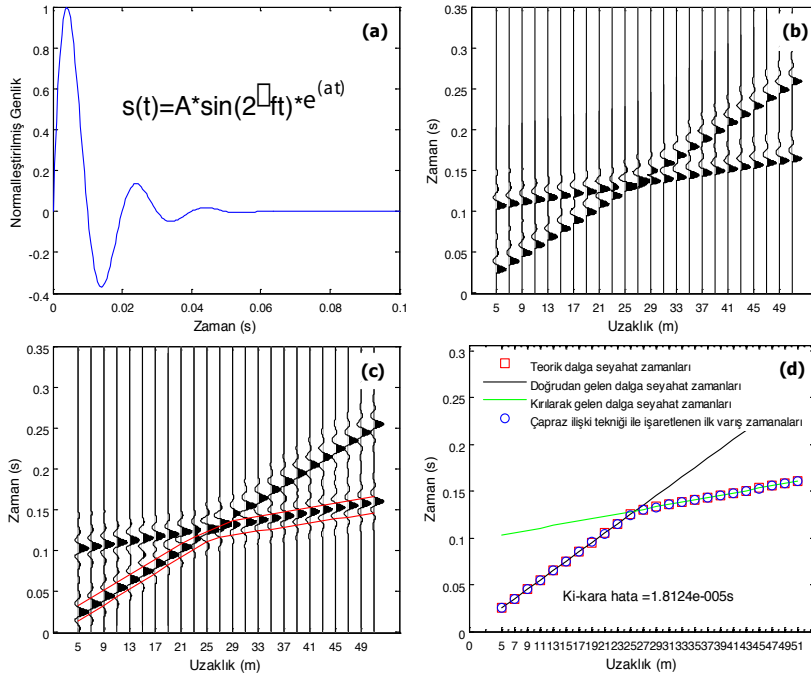 (a)
s(t)=A*sin(2▯ft)*e^(at)
Normalleştirilmiş Genlik
1
0.8
0.6
0.4
0.2
0
-0.2
-0.4
0 0.02 0.04 0.06 0.08 0.1
Zaman (s)
(b)
Zaman (s)
0.35
0.3
0.25
0.2
0.15
0.1
0.05
0
5 9 13 17 21 25 29 33 37 41 45 49
Uzaklık (m)
(c)
Zaman (s)
0.35
0.3
0.25
0.2
0.15
0.1
0.05
0
5 9 13 17 21 25 29 33 37 41 45 49
Uzaklık (m)
(d)
Teorik dalga seyahat zamanları
Doğrudan gelen dalga seyahat zamanları
Kırılarak gelen dalga seyahat zamanları
Çapraz ilişki tekniği ile işaretlenen ilk varış zamanaları
Ki-kara hata =1.8124e-005s
Zaman (s)
0.3
0.25
0.2
0.15
0.1
0.05
0
0 5 7 9 11 13 15 17 19 21 23 25 27 29 31 33 35 37 39 41 43 45 47 49 51
Uzaklık (m)